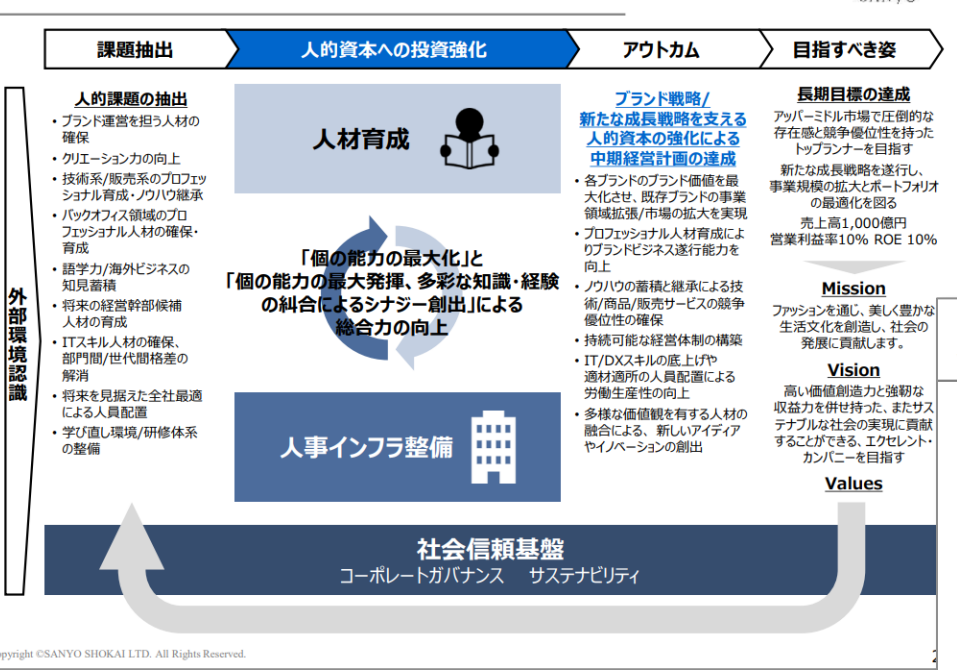 課題抽出
人的資本への投資強化
アウトカム
目指すべき姿
外部環境認識
人的課題の抽出
・ブランド運営を担う人材の
確保
・クリエーション力の向上
・技術系/販売系のプロフェッ
ショナル育成・ノウハウ継承
・バックオフィス領域のプロ
フェッショナル人材の確保・
育成
・語学力/海外ビジネスの
知見蓄積
・将来の経営幹部候補
人材の育成
・ITスキル人材の確保、
部門間/世代間格差の
解消
・将来を見据えた全社最適
による人員配置
・学び直し環境/研修体系
の整備
人材育成
「個の能力の最大化」と
「個の能力の最大発揮、多彩な知識・経験
の糾合によるシナジー創出」による
総合力の向上
人事インフラ整備
ブランド戦略/
新たな成長戦略を支える
人的資本の強化による
中期経営計画の達成
・各ブランドのブランド価値を最
大化させ、既存ブランドの事業
領域拡張/市場の拡大を実現
・プロフェッショナル人材育成によ
りブランドビジネス遂行能力を
向上
・ノウハウの蓄積と継承による技
術/商品/販売サービスの競争
優位性の確保
・持続可能な経営体制の構築
・IT/DXスキルの底上げや
適材適所の人員配置による
労働生産性の向上
・多様な価値観を有する人材の
融合による、新しいアイディア
やイノベーションの創出
長期目標の達成
アッパーミドル市場で圧倒的な
存在感と競争優位性を持った
トップランナーを目指す
新たな成長戦略を遂行し、
事業規模の拡大とポートフォリオ
の最適化を図る
売上高1,000億円
営業利益率10% ROE 10%
Mission
ファッションを通じ、美しく豊かな
生活文化を創造し、社会の
発展に貢献します。
Vision
高い価値創造力と強靭な
収益力を併せ持った、またサス
テナブルな社会の実現に貢献
することができる、エクセレント・
カンパニーを目指す
Values
社会信頼基盤
コーポレートガバナンス サステナビリティ
opyright ©SANYO SHOKAI LTD. All Rights Reserved.